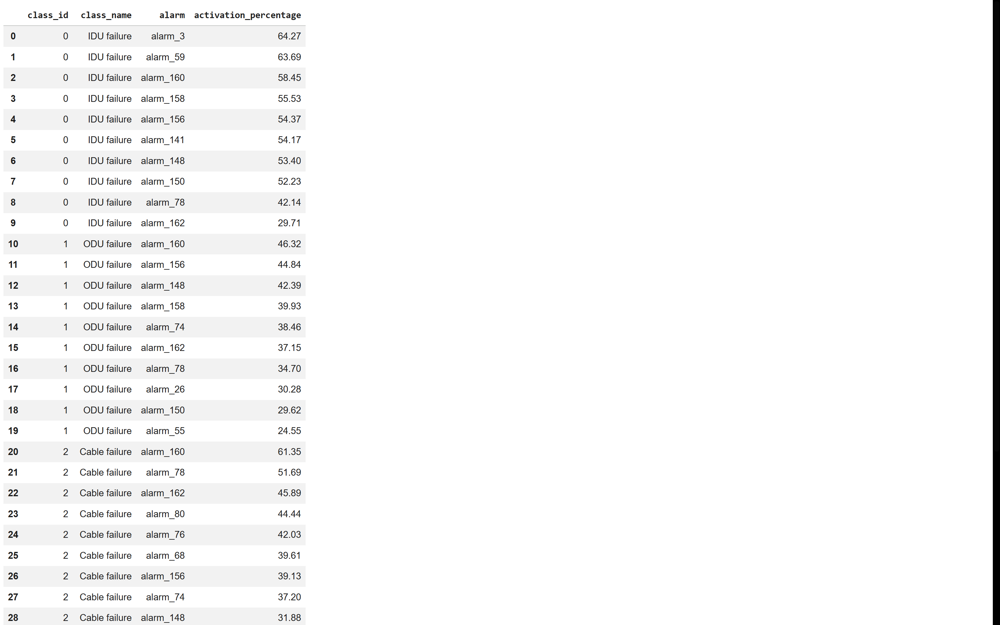 class_id class_name alarm activation_percentage
0 0 IDU failure alarm_3 64.27
1 0 IDU failure alarm_59 63.69
2 0 IDU failure alarm_160 58.45
3 0 IDU failure alarm_158 55.53
4 0 IDU failure alarm_156 54.37
5 0 IDU failure alarm_141 54.17
6 0 IDU failure alarm_148 53.40
7 0 IDU failure alarm_150 52.23
8 0 IDU failure alarm_78 42.14
9 0 IDU failure alarm_162 29.71
10 1 ODU failure alarm_160 46.32
11 1 ODU failure alarm_156 44.84
12 1 ODU failure alarm_148 42.39
13 1 ODU failure alarm_158 39.93
14 1 ODU failure alarm_74 38.46
15 1 ODU failure alarm_162 37.15
16 1 ODU failure alarm_78 34.70
17 1 ODU failure alarm_26 30.28
18 1 ODU failure alarm_150 29.62
19 1 ODU failure alarm_55 24.55
20 2 Cable failure alarm_160 61.35
21 2 Cable failure alarm_78 51.69
22 2 Cable failure alarm_162 45.89
23 2 Cable failure alarm_80 44.44
24 2 Cable failure alarm_76 42.03
25 2 Cable failure alarm_68 39.61
26 2 Cable failure alarm_156 39.13
27 2 Cable failure alarm_74 37.20
28 2 Cable failure alarm_148 31.88